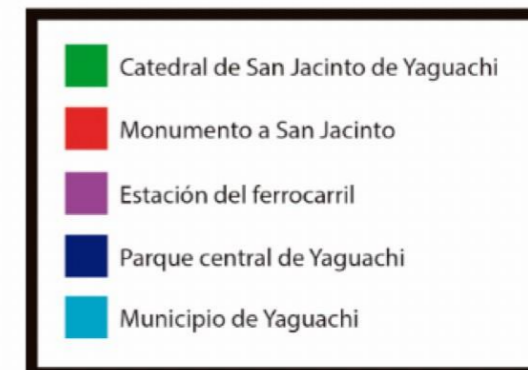 Catedral de San Jacinto de Yaguachi
Monumento a San Jacinto
Estación del ferrocarril
Parque central de Yaguachi
Municipio de Yaguachi